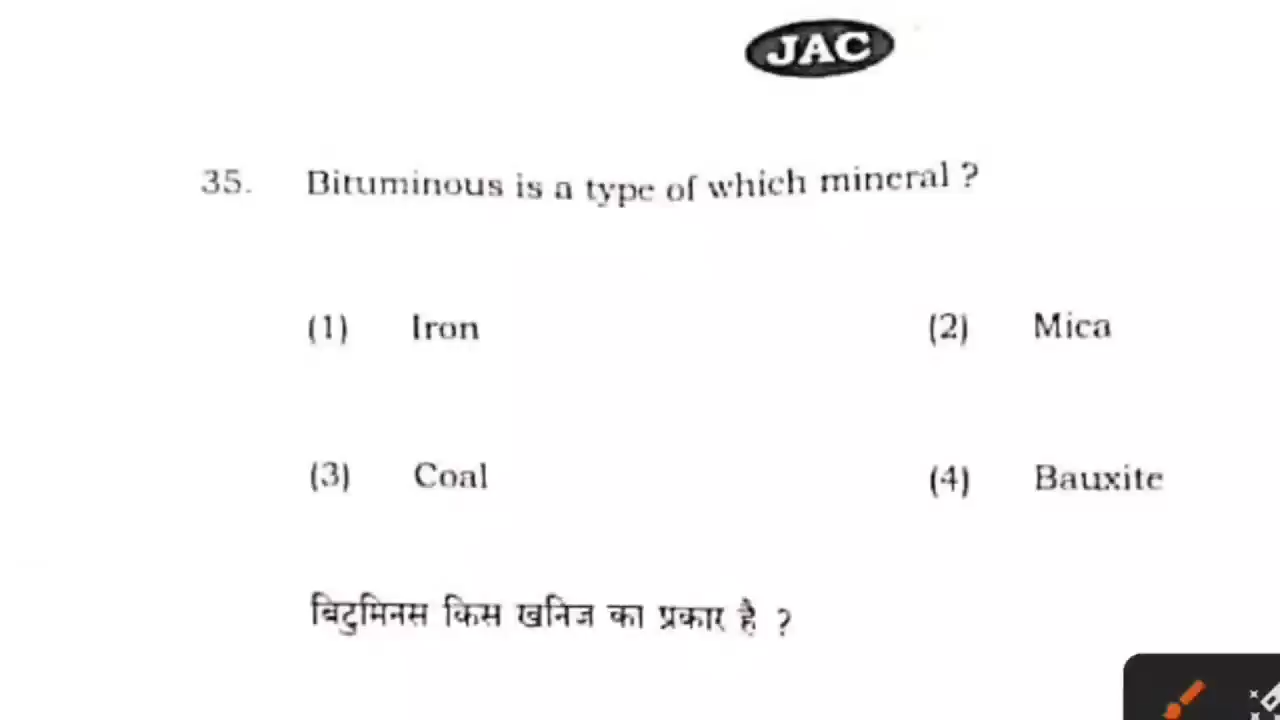 JAC
35. Bituminous is a type of which mineral ?
(1) Iron (2) Mica
(3) Coal (4) Bauxite
बिटुमिनस किस खनिज का प्रकार है ?